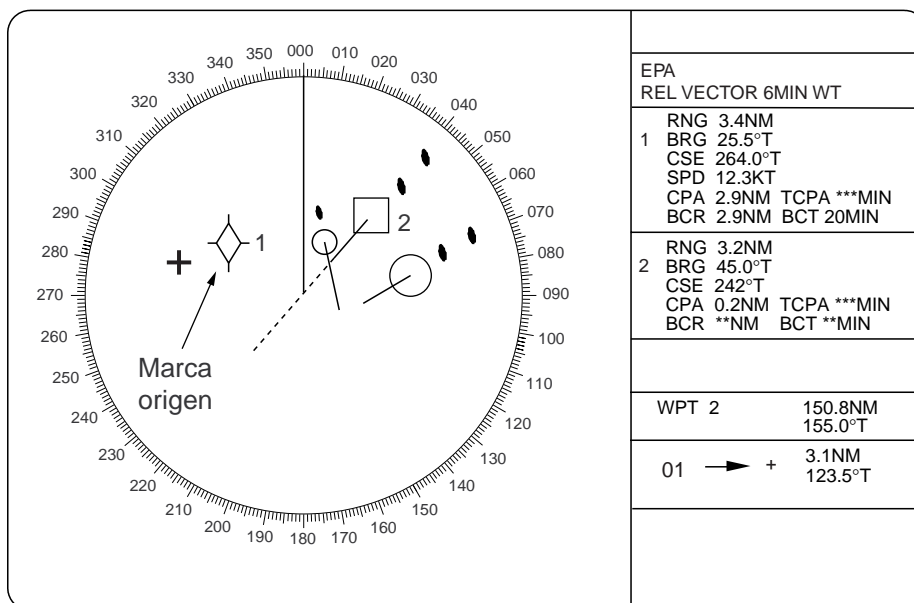 000
010
020
030
040
050
060
070
080
090
100
110
120
130
140
150
160
170
180
190
200
210
220
230
240
250
260
270
280
290
300
310
320
330
340
350
1
2
+
Marca
origen
EPA
REL VECTOR 6MIN WT
RNG 3.4NM
1 BRG 25.5°T
CSE 264.0°T
SPD 12.3KT
CPA 2.9NM TCPA ***MIN
BCR 2.9NM BCT 20MIN
RNG 3.2NM
2 BRG 45.0°T
CSE 242°T
CPA 0.2NM TCPA ***MIN
BCR **NM BCT **MIN
WPT 2 150.8NM
155.0°T
01 → + 3.1NM
123.5°T